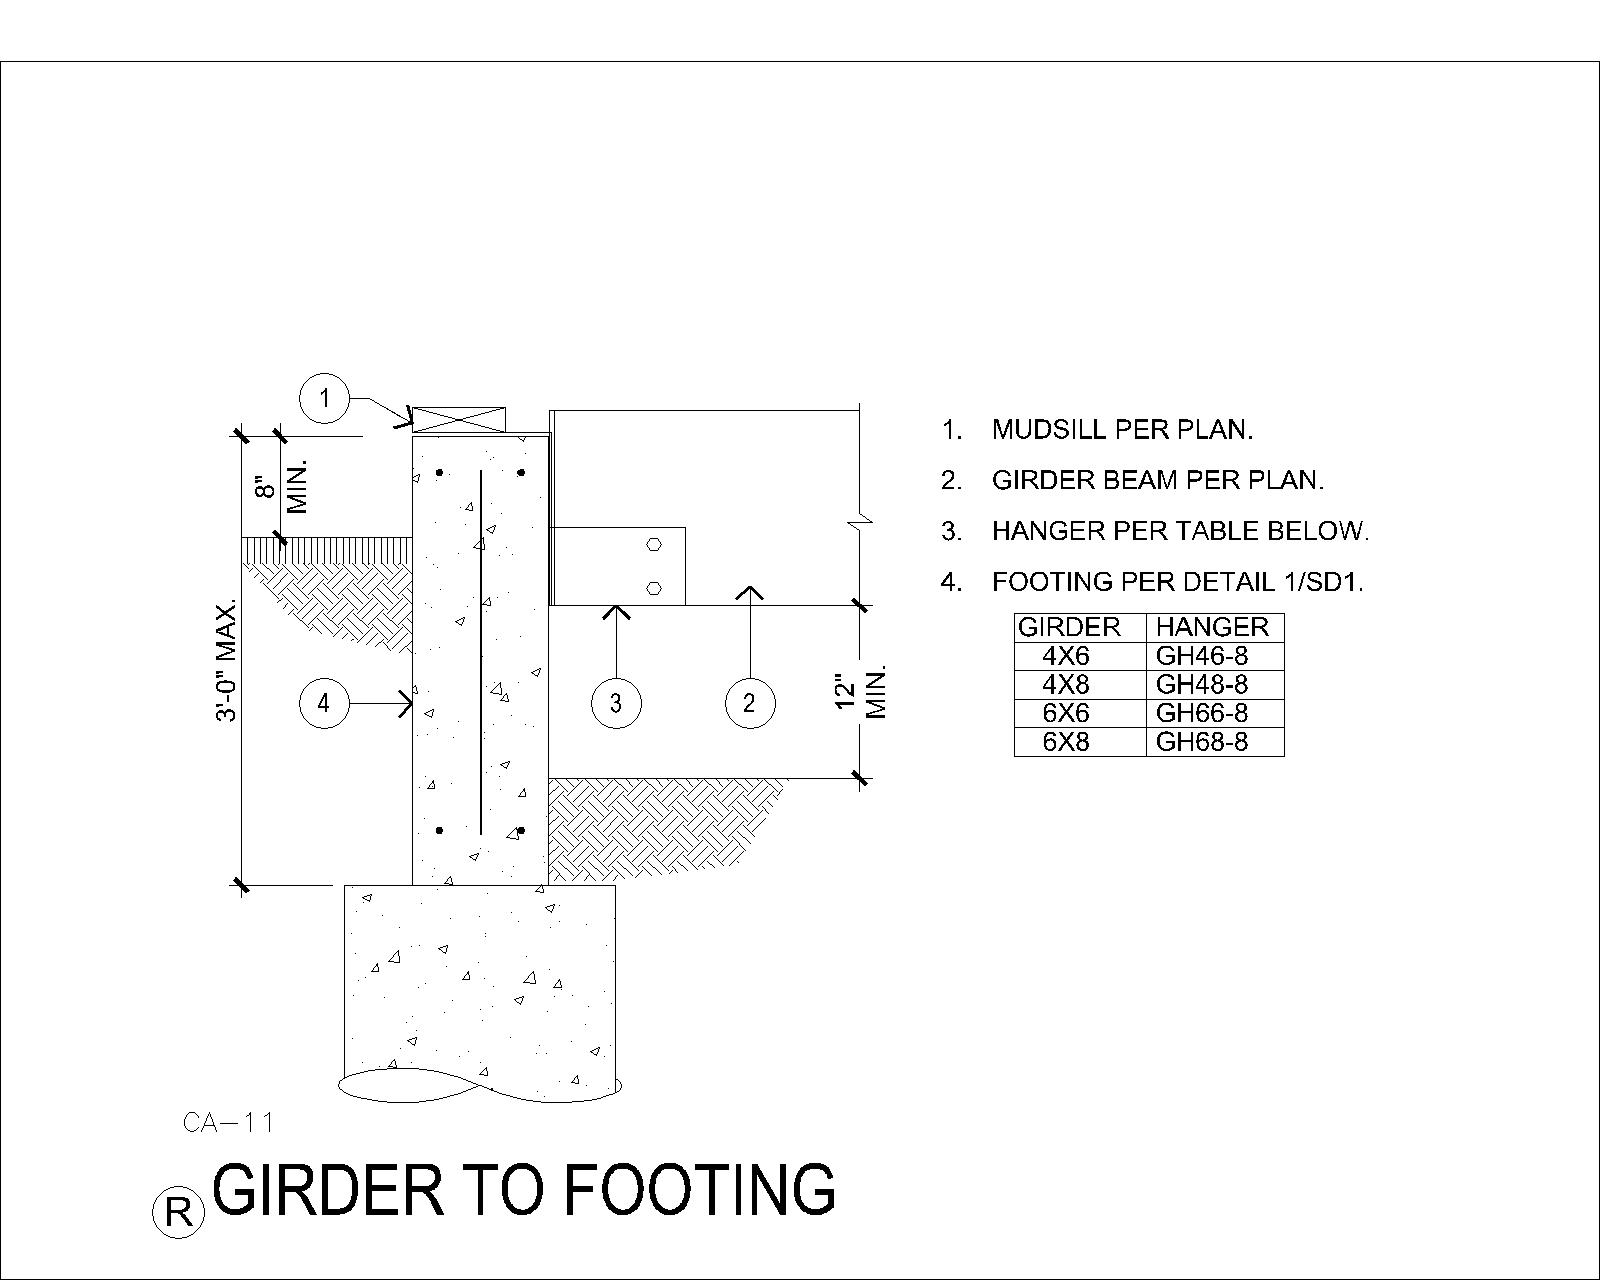 1
8"
MIN.
3'-0" MAX.
4
3
2
12"
MIN.
1. MUDSILL PER PLAN.
2. GIRDER BEAM PER PLAN.
3. HANGER PER TABLE BELOW.
4. FOOTING PER DETAIL 1/SD1.
GIRDER HANGER
4X6 GH46-8
4X8 GH48-8
6X6 GH66-8
6X8 GH68-8
CA-11
R GIRDER TO FOOTING